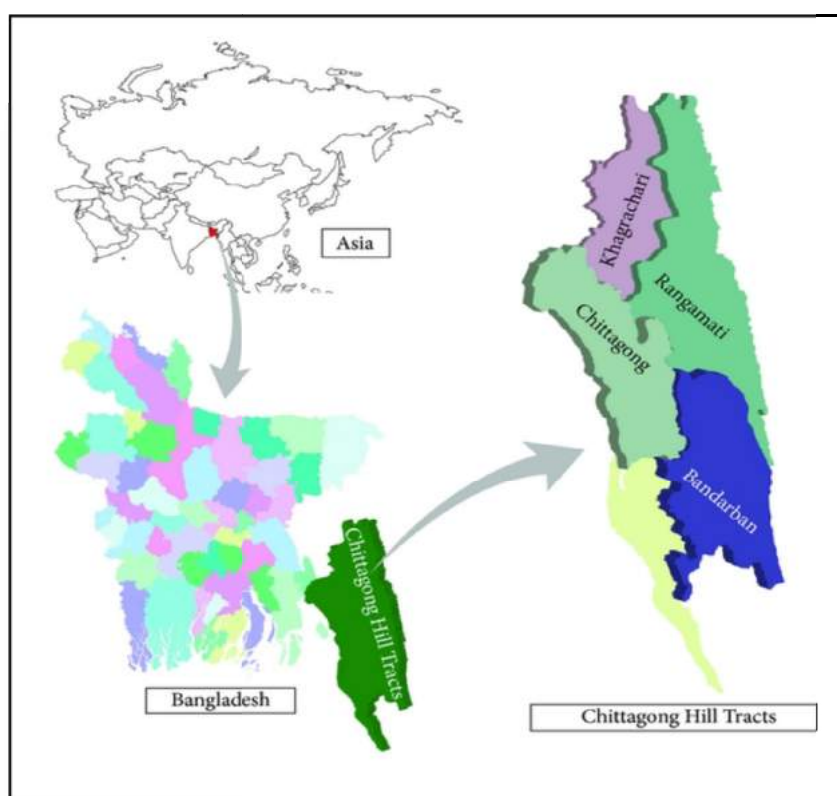 Asia
Khagrachari
Rangamati
Chittagong
Bandarban
Chittagong Hill Tracts
Bangladesh
Chittagong Hill Tracts